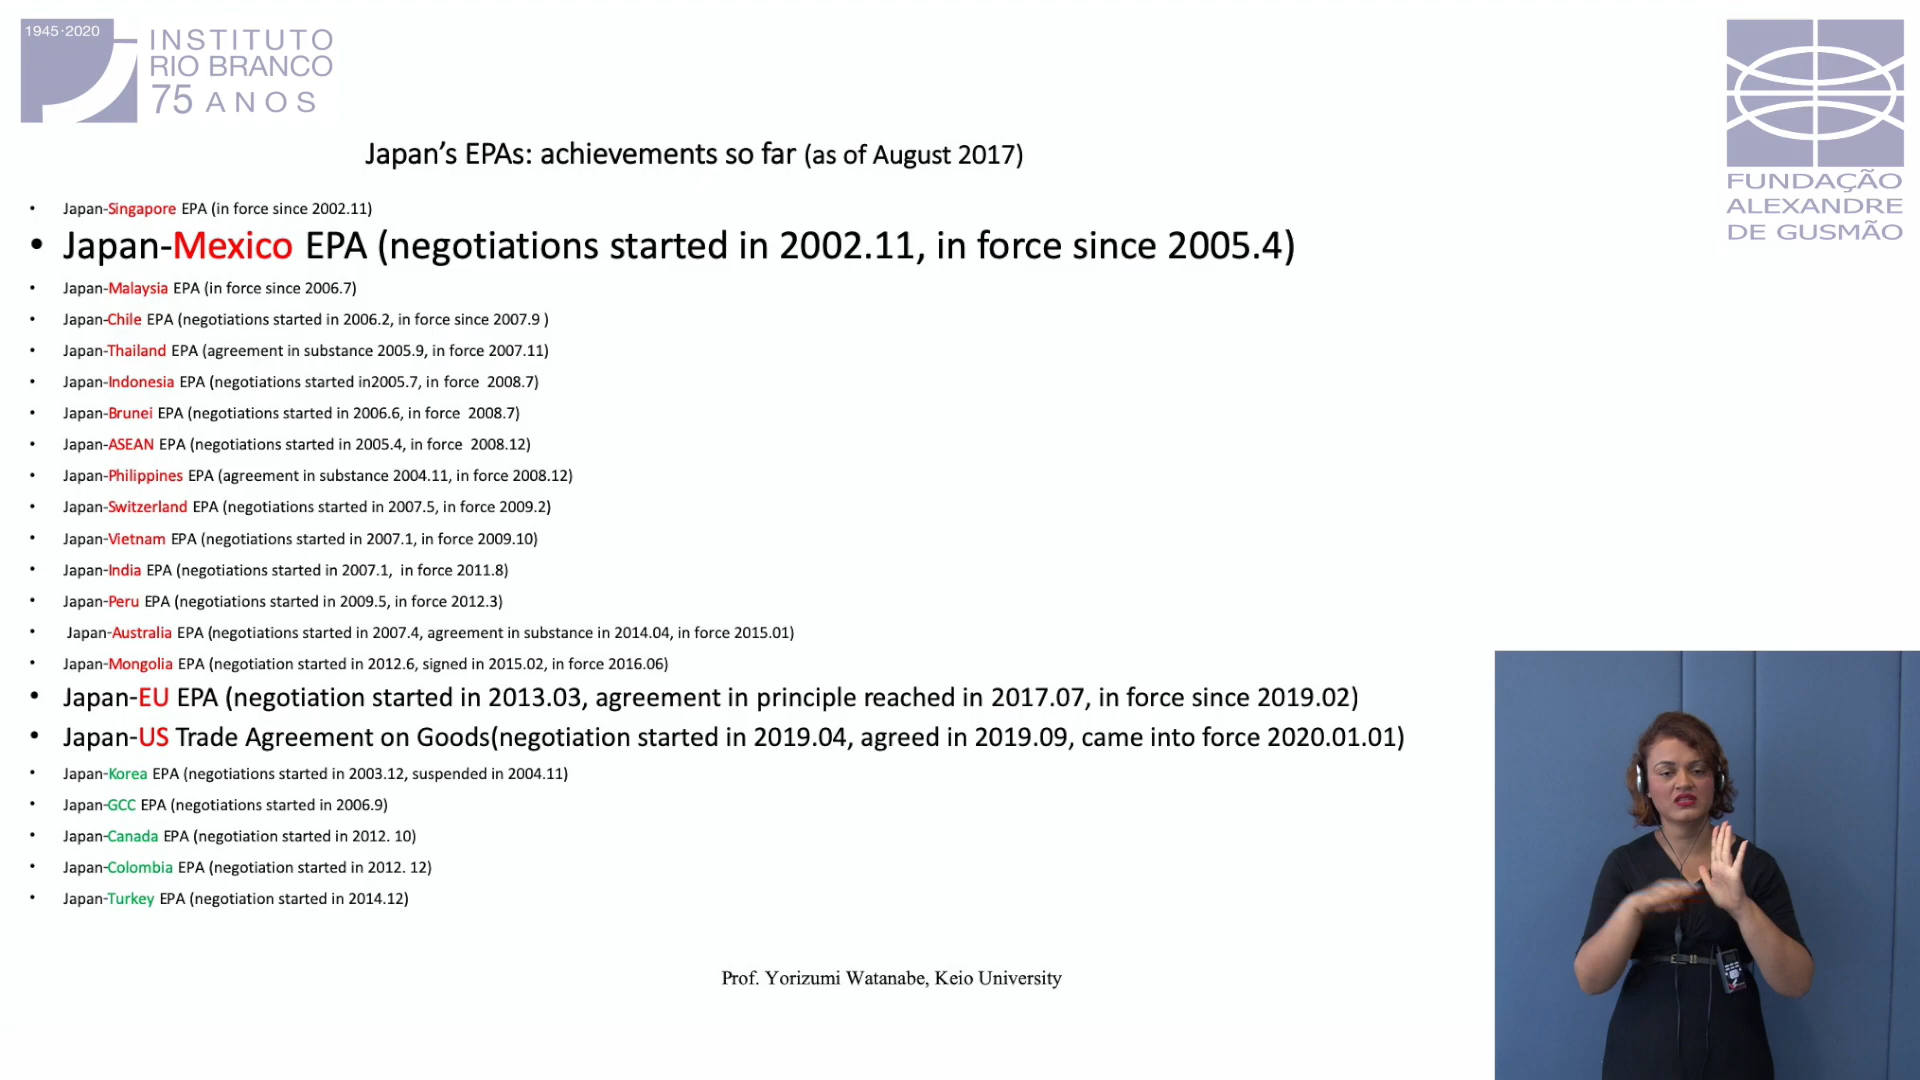 1945·2020
INSTITUTO
RIO BRANCO
75 ANOS
FUNDAÇÃO
ALEXANDRE
DE GUSMÃO
Japan’s EPAs: achievements so far (as of August 2017)
• Japan-Singapore EPA (in force since 2002.11)
• Japan-Mexico EPA (negotiations started in 2002.11, in force since 2005.4)
• Japan-Malaysia EPA (in force since 2006.7)
• Japan-Chile EPA (negotiations started in 2006.2, in force since 2007.9 )
• Japan-Thailand EPA (agreement in substance 2005.9, in force 2007.11)
• Japan-Indonesia EPA (negotiations started in2005.7, in force 2008.7)
• Japan-Brunei EPA (negotiations started in 2006.6, in force 2008.7)
• Japan-ASEAN EPA (negotiations started in 2005.4, in force 2008.12)
• Japan-Philippines EPA (agreement in substance 2004.11, in force 2008.12)
• Japan-Switzerland EPA (negotiations started in 2007.5, in force 2009.2)
• Japan-Vietnam EPA (negotiations started in 2007.1, in force 2009.10)
• Japan-India EPA (negotiations started in 2007.1, in force 2011.8)
• Japan-Peru EPA (negotiations started in 2009.5, in force 2012.3)
• Japan-Australia EPA (negotiations started in 2007.4, agreement in substance in 2014.04, in force 2015.01)
• Japan-Mongolia EPA (negotiation started in 2012.6, signed in 2015.02, in force 2016.06)
• Japan-EU EPA (negotiation started in 2013.03, agreement in principle reached in 2017.07, in force since 2019.02)
• Japan-US Trade Agreement on Goods(negotiation started in 2019.04, agreed in 2019.09, came into force 2020.01.01)
• Japan-Korea EPA (negotiations started in 2003.12, suspended in 2004.11)
• Japan-GCC EPA (negotiations started in 2006.9)
• Japan-Canada EPA (negotiation started in 2012. 10)
• Japan-Colombia EPA (negotiation started in 2012. 12)
• Japan-Turkey EPA (negotiation started in 2014.12)
Prof. Yorizumi Watanabe, Keio University